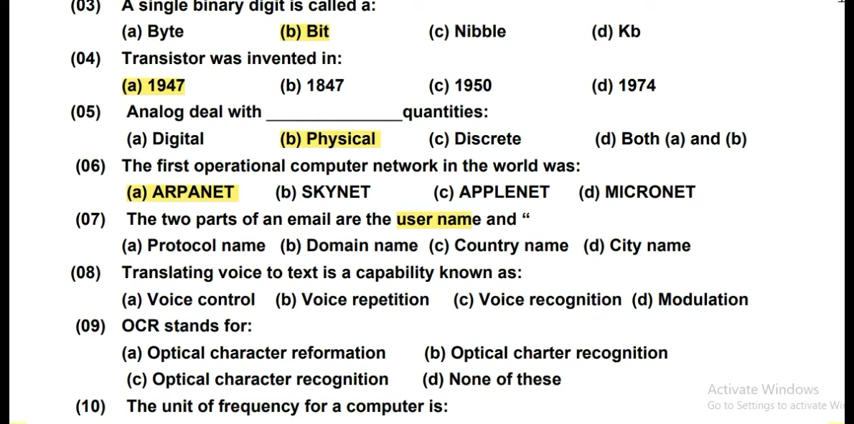 (03) A single binary digit is called a:
(a) Byte (b) Bit (c) Nibble (d) Kb
(04) Transistor was invented in:
(a) 1947 (b) 1847 (c) 1950 (d) 1974
(05) Analog deal with ______________quantities:
(a) Digital (b) Physical (c) Discrete (d) Both (a) and (b)
(06) The first operational computer network in the world was:
(a) ARPANET (b) SKYNET (c) APPLENET (d) MICRONET
(07) The two parts of an email are the user name and “
(a) Protocol name (b) Domain name (c) Country name (d) City name
(08) Translating voice to text is a capability known as:
(a) Voice control (b) Voice repetition (c) Voice recognition (d) Modulation
(09) OCR stands for:
(a) Optical character reformation (b) Optical charter recognition
(c) Optical character recognition (d) None of these
Activate Windows
Go to Settings to activate Wi
(10) The unit of frequency for a computer is: